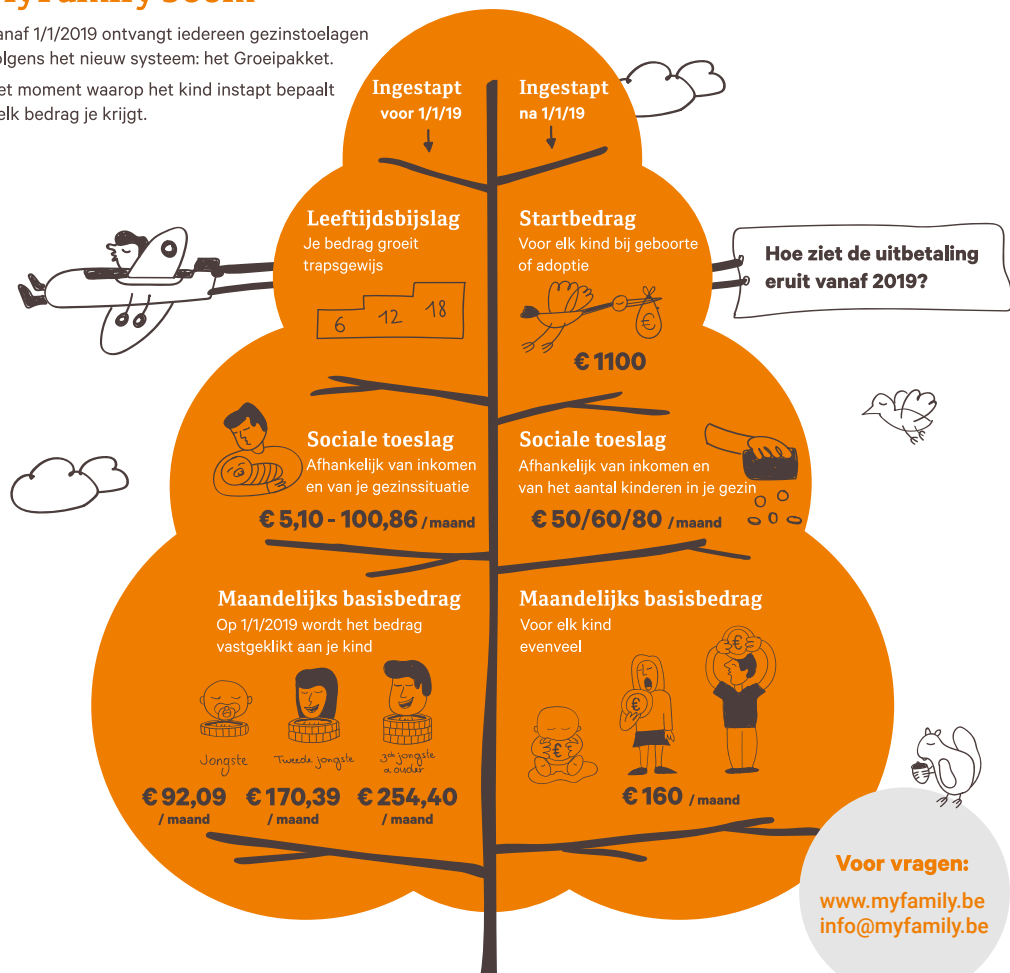 anaf 1/1/2019 ontvangt iedereen gezinstoelagen
olgens het nieuw systeem: het Groeipakket.
et moment waarop het kind instapt bepaalt
elk bedrag je krijgt.
Ingestapt
voor 1/1/19
Ingestapt
na 1/1/19
Leeftijdsbijslag
Je bedrag groeit
trapsgewijs
6 12 18
Startbedrag
Voor elk kind bij geboorte
of adoptie
€
€ 1100
Hoe ziet de uitbetaling
eruit vanaf 2019?
Sociale toeslag
Afhankelijk van inkomen
en van je gezinssituatie
€ 5,10 - 100,86 / maand
Sociale toeslag
Afhankelijk van inkomen en
van het aantal kinderen in je gezin
€ 50/60/80 / maand
Maandelijks basisbedrag
Op 1/1/2019 wordt het bedrag
vastgeklikt aan je kind
Jongste
Tweede jongste
3de jongste
& ouder
€ 92,09
/ maand
€ 170,39
/ maand
€ 254,40
/ maand
Maandelijks basisbedrag
Voor elk kind
evenveel
€
€
€
€
€ 160 / maand
Voor vragen:
www.myfamily.be
info@myfamily.be